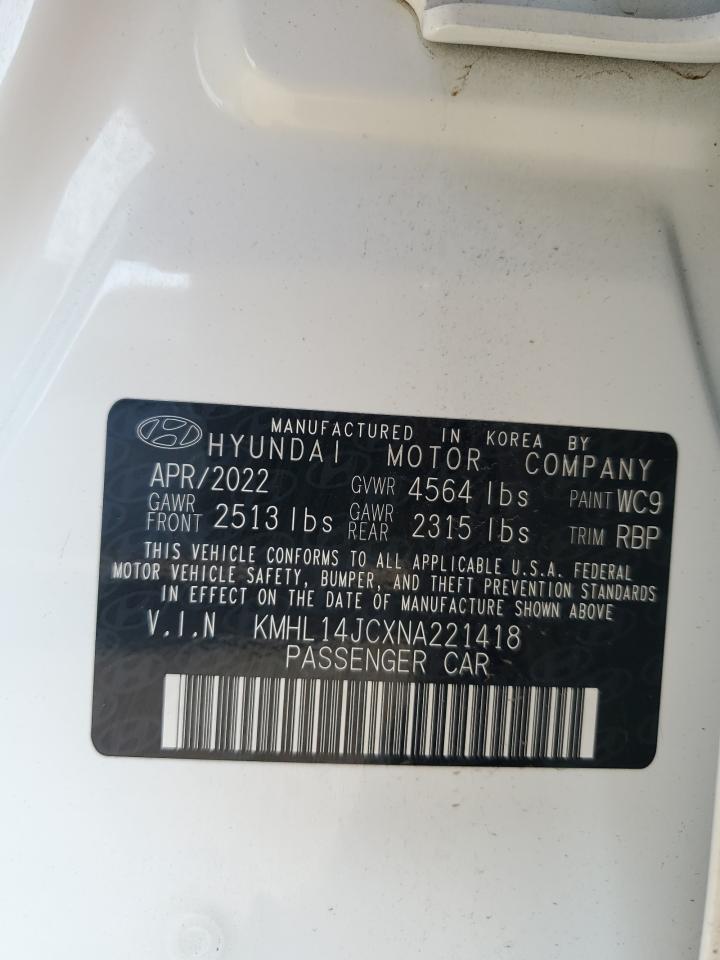 MANUFACTURED IN KOREA BY
HYUNDAI MOTOR COMPANY
APR/2022 GVWR 4564 lbs PAINT WC9
GAWR FRONT 2513 lbs GAWR REAR 2315 lbs TRIM RBP
THIS VEHICLE CONFORMS TO ALL APPLICABLE U.S.A. FEDERAL
MOTOR VEHICLE SAFETY, BUMPER, AND THEFT PREVENTION STANDARDS
IN EFFECT ON THE DATE OF MANUFACTURE SHOWN ABOVE
V.I.N KMHL14JCXNA221418
PASSENGER CAR